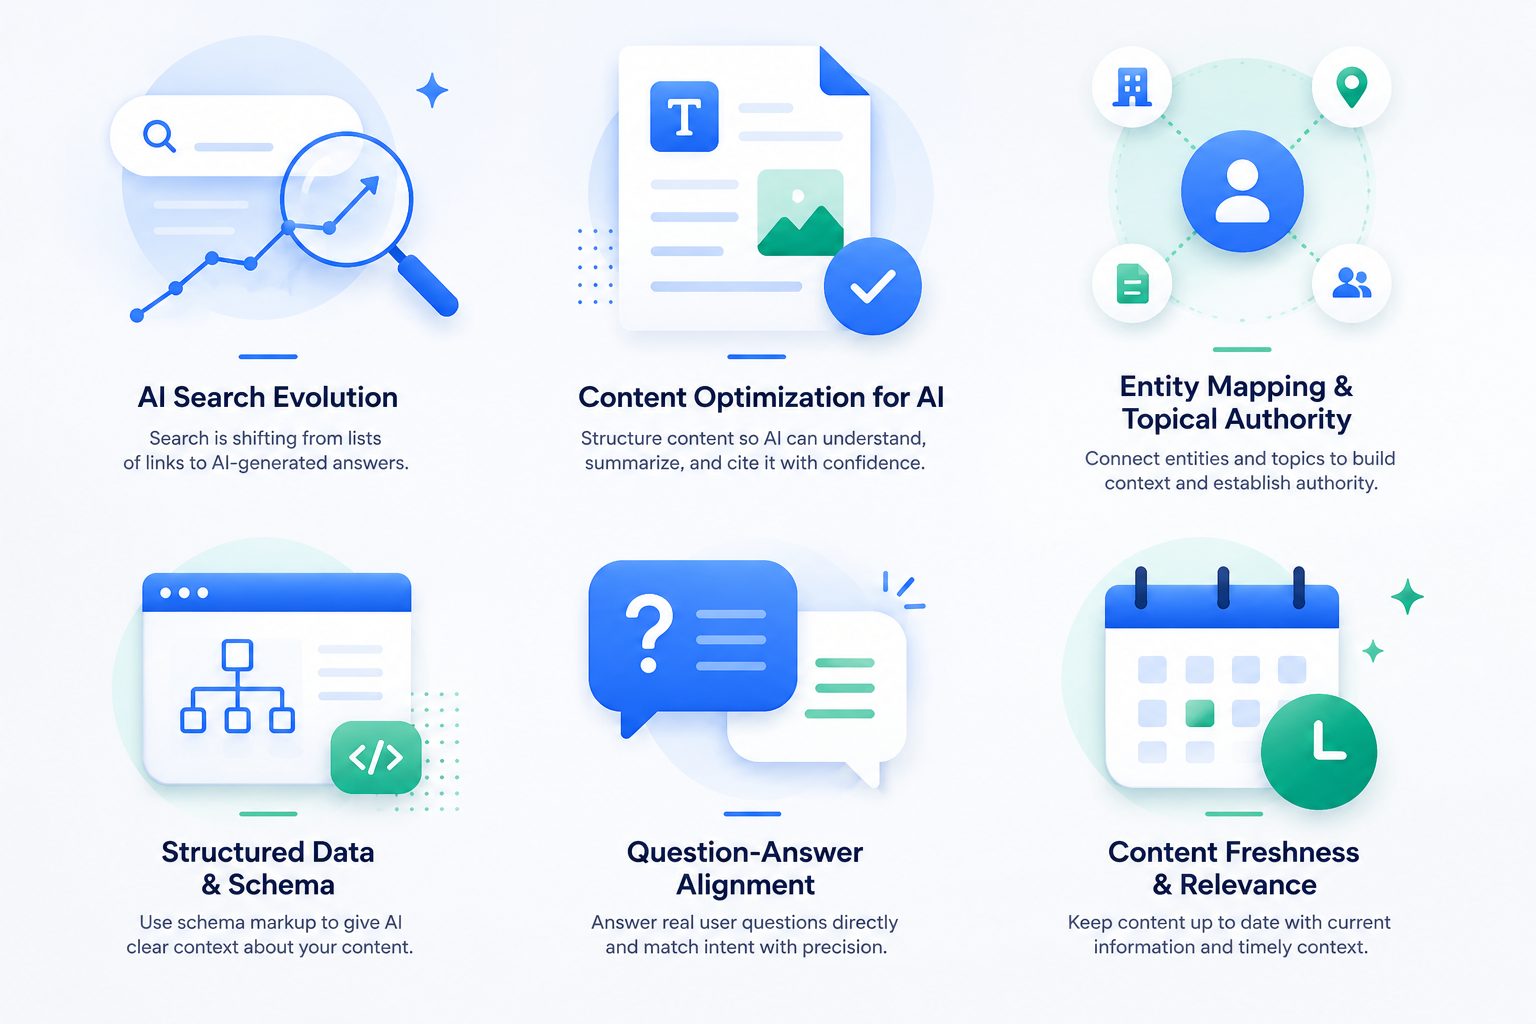 T
AI Search Evolution
Search is shifting from lists
of links to AI-generated answers.
Content Optimization for AI
Structure content so AI can understand,
summarize, and cite it with confidence.
Entity Mapping &
Topical Authority
Connect entities and topics to build
context and establish authority.
</>
Structured Data
& Schema
Use schema markup to give AI
clear context about your content.
?
Question-Answer
Alignment
Answer real user questions directly
and match intent with precision.
Content Freshness
& Relevance
Keep content up to date with current
information and timely context.